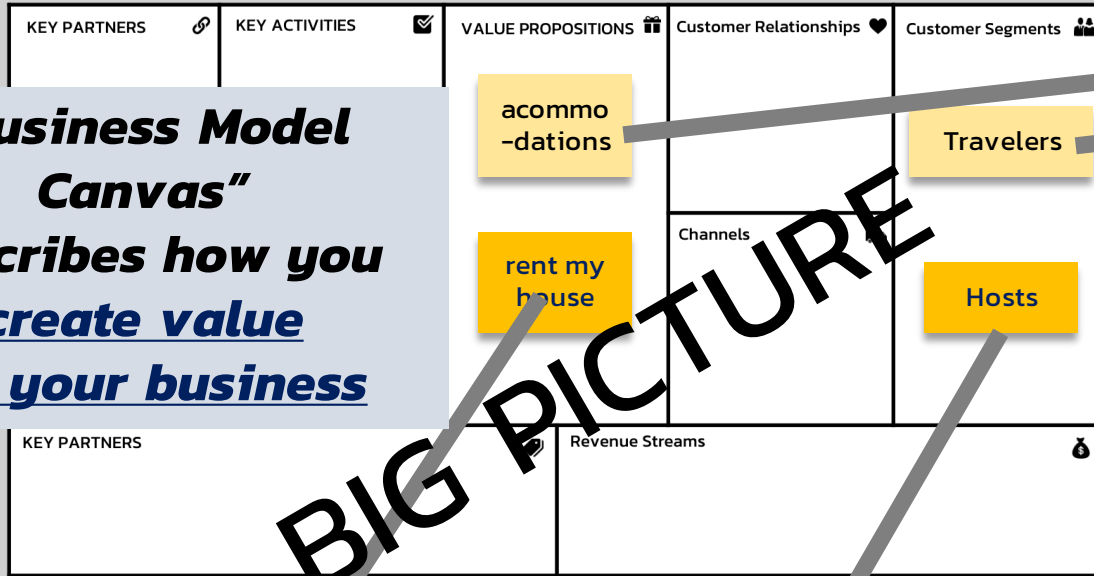 KEY PARTNERS
KEY ACTIVITIES
VALUE PROPOSITIONS
Customer Relationships
Customer Segments
acommo
-dations
Travelers
usiness Model
Canvas”
cribes how you
create value
your business
Channels
rent my
house
Hosts
BIG PICTURE
KEY PARTNERS
Revenue Streams